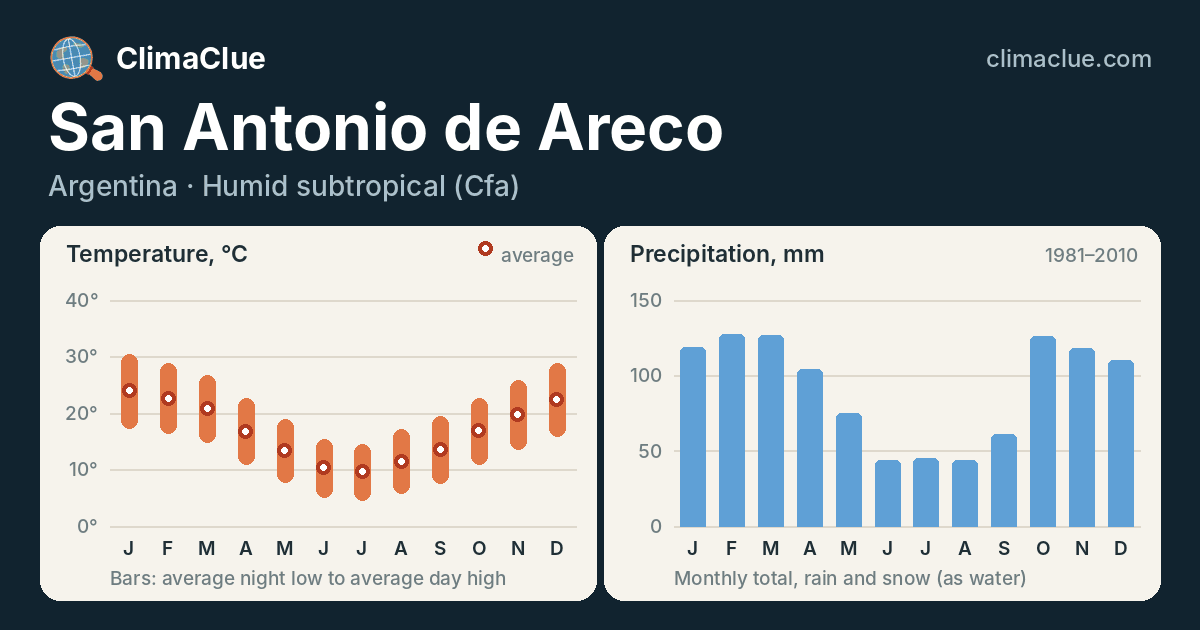 ClimaClue
climaclue.com
San Antonio de Areco
Argentina · Humid subtropical (Cfa)
Temperature, °C
average
40°
30°
20°
10°
0°
J F M A M J J A S O N D
Bars: average night low to average day high
Precipitation, mm
1981–2010
150
100
50
0
J F M A M J J A S O N D
Monthly total, rain and snow (as water)